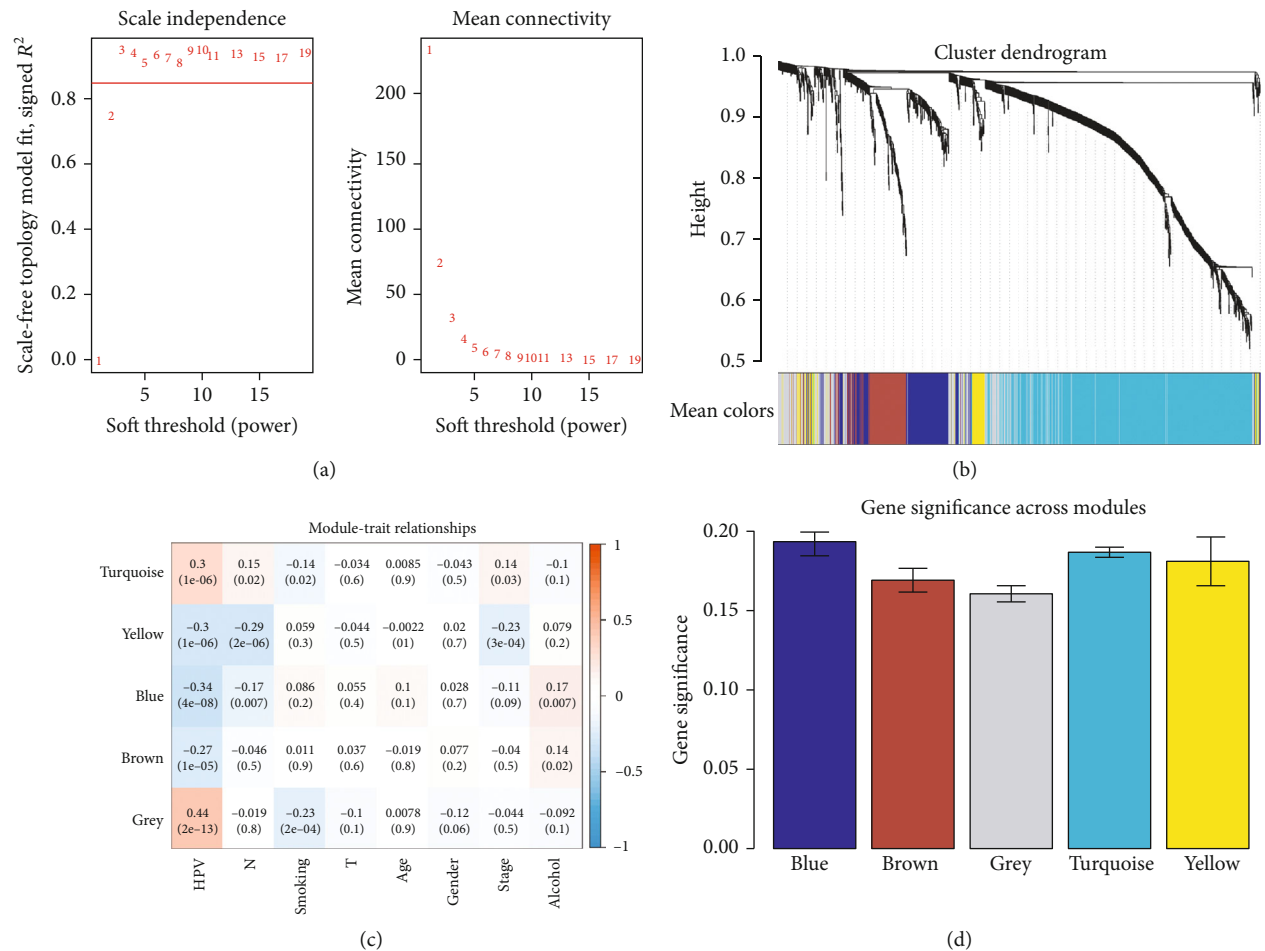 Scale independence
Scale-free topology model fit, signed R²
0.8
0.6
0.4
0.2
0.0
1
2
3 4 5 6 7 8 9 10 11 13 15 17 19
5 10 15
Soft threshold (power)
Mean connectivity
Mean connectivity
200
150
100
50
0
1
2
3
4 5 6 7 8 9 10 11 13 15 17 19
5 10 15
Soft threshold (power)
(a)
Cluster dendrogram
Height
1.0
0.9
0.8
0.7
0.6
0.5
Mean colors
(b)
Module-trait relationships
Turquoise 0.3 0.15 −0.14 −0.034 0.0085 −0.043 0.14 −0.1
(1e−06) (0.02) (0.02) (0.6) (0.9) (0.5) (0.03) (0.1)
Yellow −0.3 −0.29 0.059 −0.044 −0.0022 0.02 −0.23 0.079
(1e−06) (2e−06) (0.3) (0.5) (01) (0.7) (3e−04) (0.2)
Blue −0.34 −0.17 0.086 0.055 0.1 0.028 −0.11 0.17
(4e−08) (0.007) (0.2) (0.4) (0.1) (0.7) (0.09) (0.007)
Brown −0.27 −0.046 0.011 0.037 −0.019 0.077 −0.04 0.14
(1e−05) (0.5) (0.9) (0.6) (0.8) (0.2) (0.5) (0.02)
Grey 0.44 −0.019 −0.23 −0.1 0.0078 −0.12 −0.044 −0.092
(2e−13) (0.8) (2e−04) (0.1) (0.9) (0.06) (0.5) (0.1)
HPV N Smoking T Age Gender Stage Alcohol
1
0.5
0
−0.5
−1
(c)
Gene significance across modules
Gene significance
0.20
0.15
0.10
0.05
0.00
Blue Brown Grey Turquoise Yellow
(d)